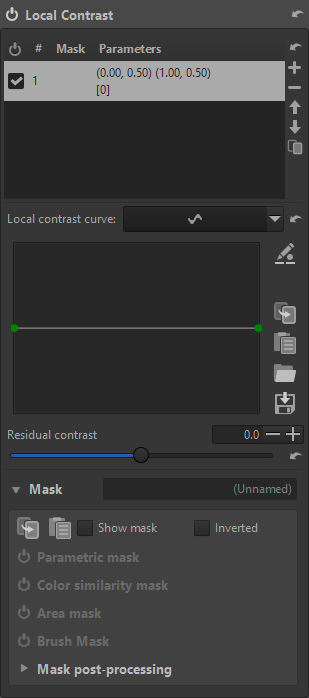 Local Contrast
# Mask Parameters
1 (0.00, 0.50) (1.00, 0.50)
[0]
Local contrast curve:
Residual contrast 0.0
Mask (Unnamed)
Show mask Inverted
Parametric mask
Color similarity mask
Area mask
Brush Mask
Mask post-processing